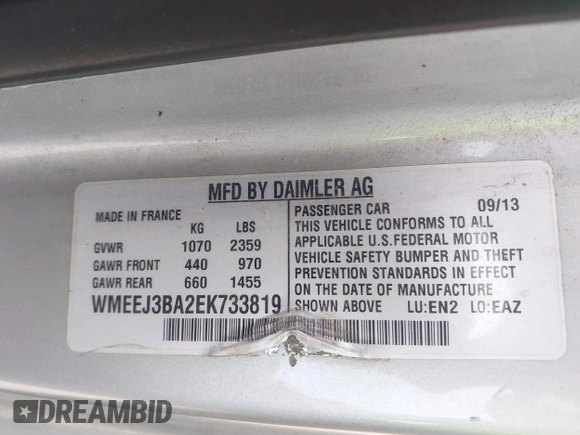 MFD BY DAIMLER AG
MADE IN FRANCE
KG LBS
GVWR 1070 2359
GAWR FRONT 440 970
GAWR REAR 660 1455
WMEEJ3BA2EK733819
PASSENGER CAR 09/13
THIS VEHICLE CONFORMS TO ALL
APPLICABLE U.S.FEDERAL MOTOR
VEHICLE SAFETY BUMPER AND THEFT
PREVENTION STANDARDS IN EFFECT
ON THE DATE OF MANUFACTURE
SHOWN ABOVE LU:EN2 LO:EAZ
DREAMBID